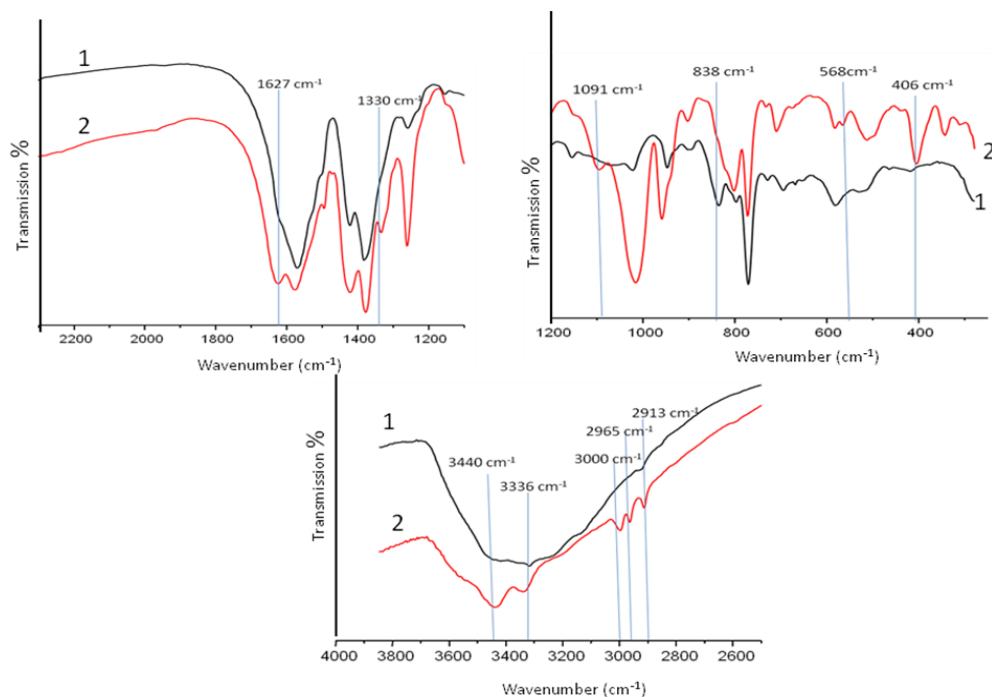 1
2
1627 cm⁻¹
1330 cm⁻¹
Transmission %
2200 2000 1800 1600 1400 1200
Wavenumber (cm⁻¹)
1091 cm⁻¹
838 cm⁻¹
568cm⁻¹
406 cm⁻¹
2
1
Transmission %
1200 1000 800 600 400
Wavenumber (cm⁻¹)
1
2
3440 cm⁻¹
3336 cm⁻¹
3000 cm⁻¹
2965 cm⁻¹
2913 cm⁻¹
Transmission %
4000 3800 3600 3400 3200 3000 2800 2600
Wavenumber (cm⁻¹)